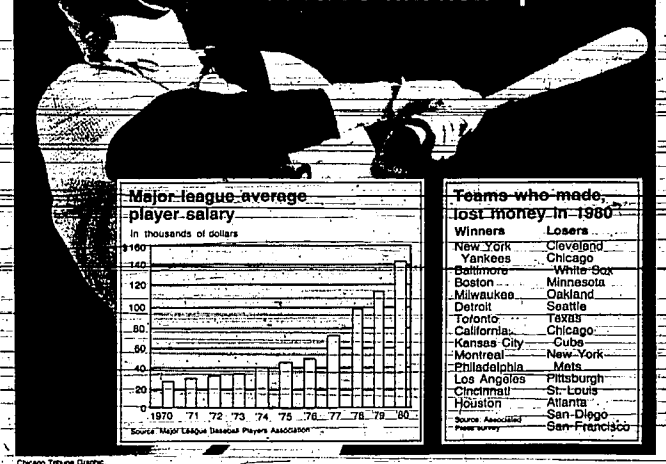 Major league average
player salary
In thousands of dollars
$160
140
120
100
80
60
40
20
0
1970 '71 '72 '73 '74 '75 '76 '77 '78 '79 '80
Source: Major League Baseball Players Association
Teams who made,
lost money in 1980
Winners Losers
New York Cleveland
Yankees Chicago
Baltimore White Sox
Boston Minnesota
Milwaukee Oakland
Detroit Seattle
Toronto Texas
California Chicago
Kansas City Cubs
Montreal New York
Philadelphia Mets
Los Angeles Pittsburgh
Cincinnati St. Louis
Houston Atlanta
Source: Associated San Diego
Press survey San Francisco
Chicago Tribune Graphic